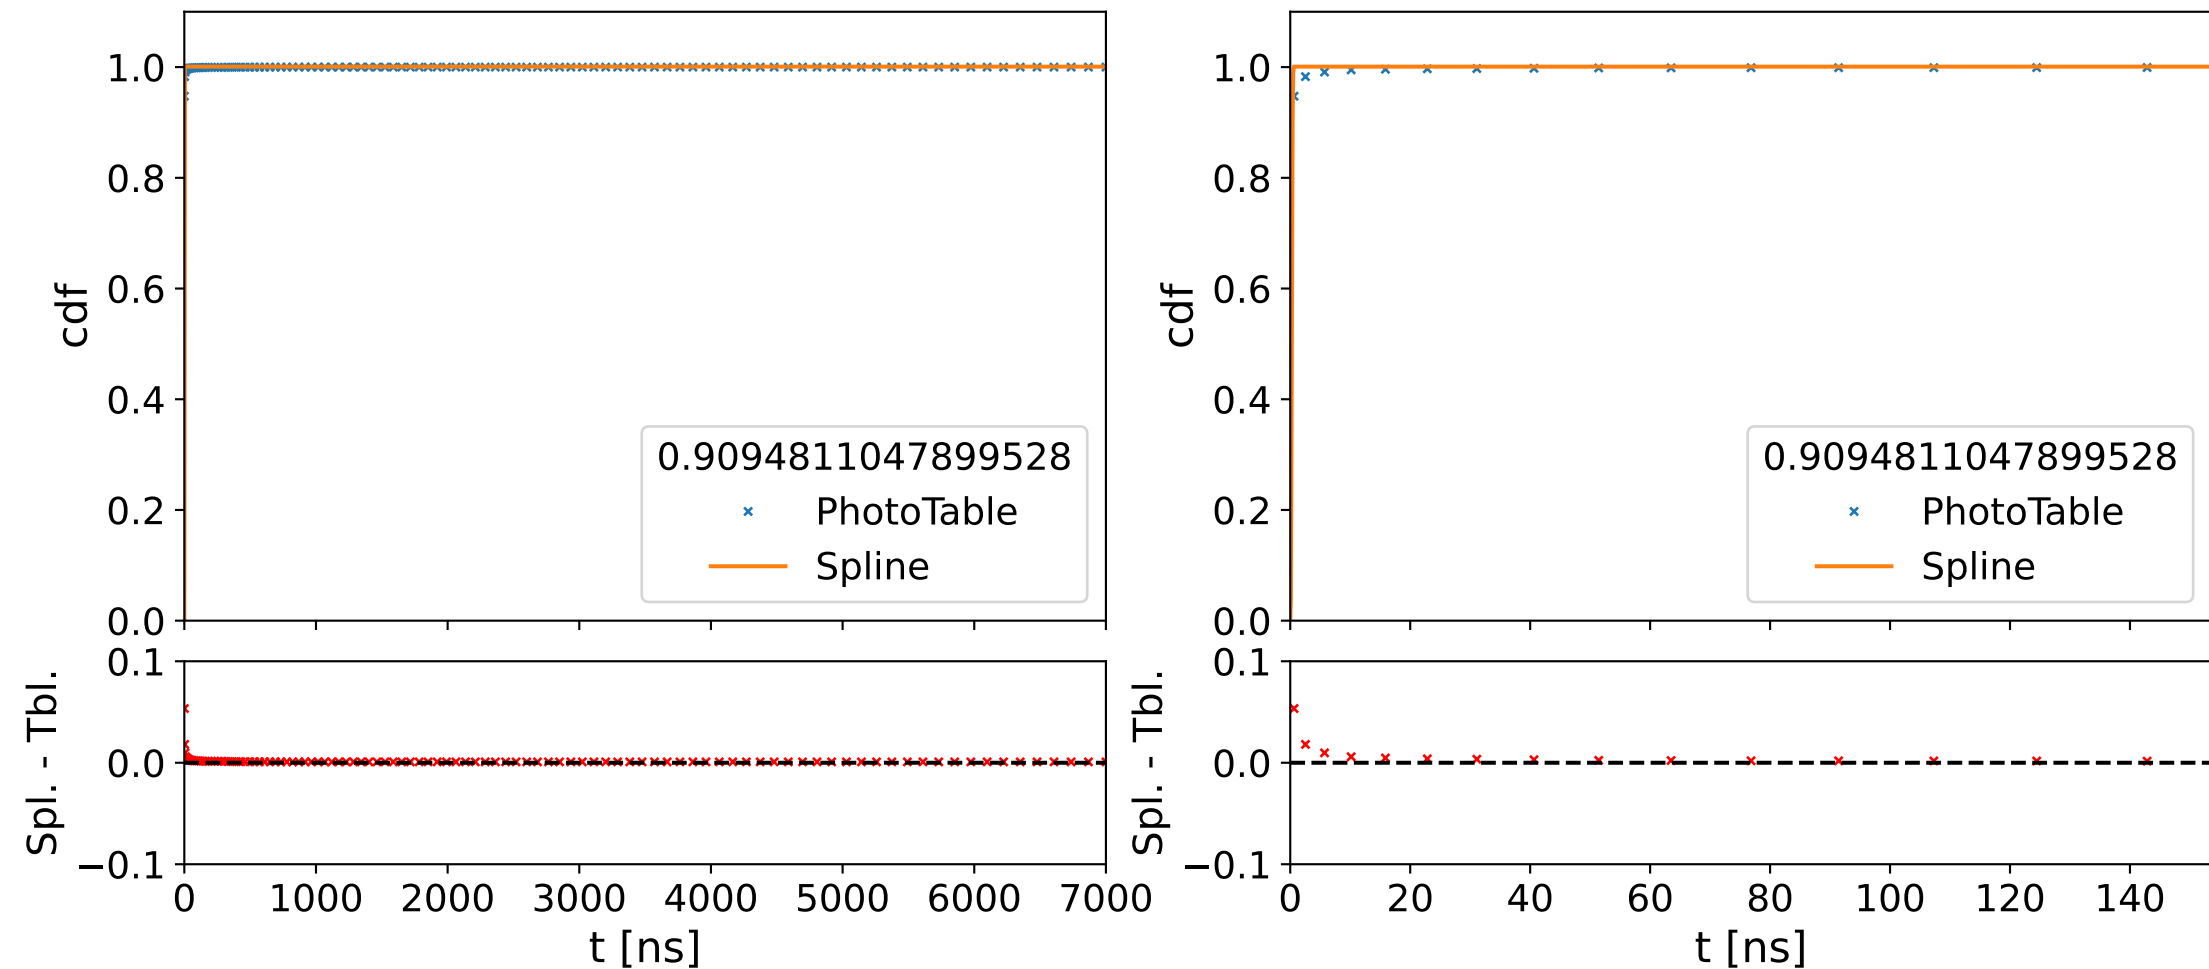 1.0
0.8
0.6
0.4
0.2
0.0
cdf
0.9094811047899528
PhotoTable
Spline
0.1
0.0
−0.1
Spl. - Tbl.
0 1000 2000 3000 4000 5000 6000 7000
t [ns]
1.0
0.8
0.6
0.4
0.2
0.0
cdf
0.9094811047899528
PhotoTable
Spline
0.1
0.0
−0.1
Spl. - Tbl.
0 20 40 60 80 100 120 140
t [ns]